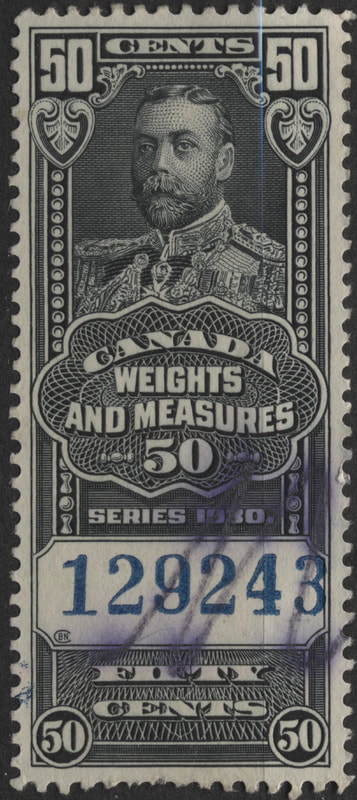 50 CENTS 50
CANADA
WEIGHTS
AND MEASURES
50
SERIES 1930.
129243
BN
FIFTY
CENTS
50 50